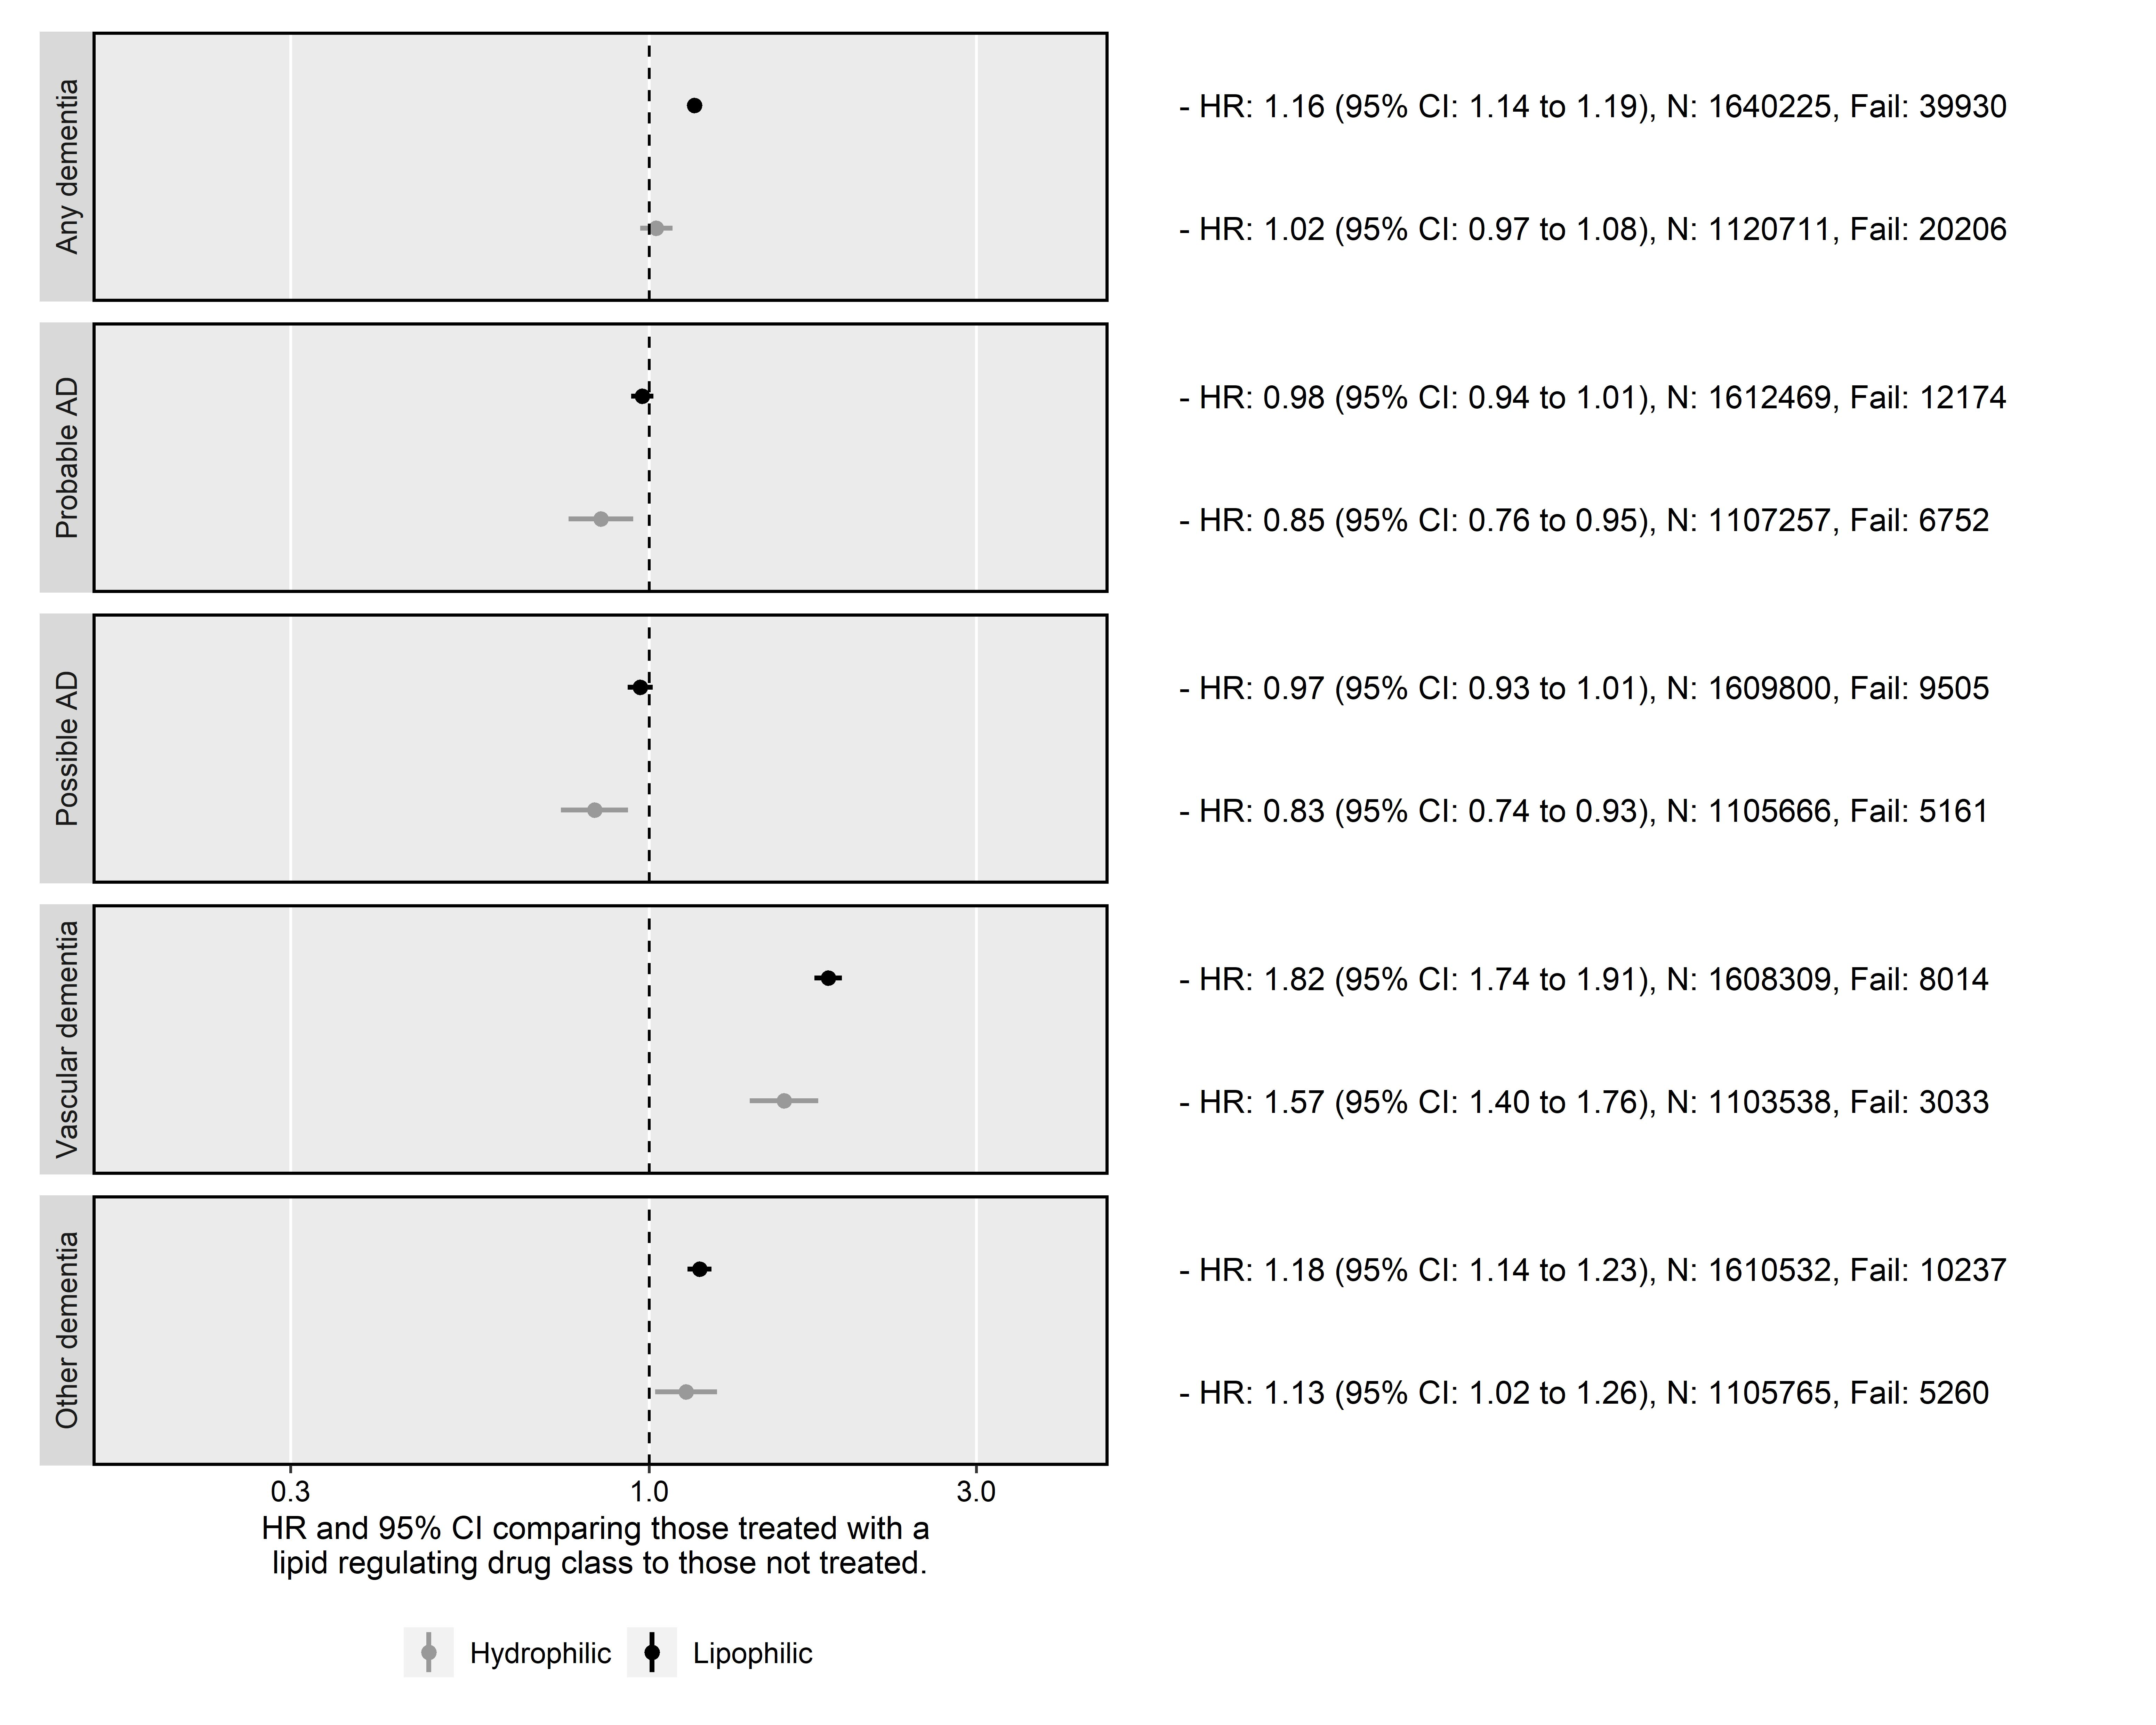 Any dementia
- HR: 1.16 (95% CI: 1.14 to 1.19), N: 1640225, Fail: 39930
- HR: 1.02 (95% CI: 0.97 to 1.08), N: 1120711, Fail: 20206
Probable AD
- HR: 0.98 (95% CI: 0.94 to 1.01), N: 1612469, Fail: 12174
- HR: 0.85 (95% CI: 0.76 to 0.95), N: 1107257, Fail: 6752
Possible AD
- HR: 0.97 (95% CI: 0.93 to 1.01), N: 1609800, Fail: 9505
- HR: 0.83 (95% CI: 0.74 to 0.93), N: 1105666, Fail: 5161
Vascular dementia
- HR: 1.82 (95% CI: 1.74 to 1.91), N: 1608309, Fail: 8014
- HR: 1.57 (95% CI: 1.40 to 1.76), N: 1103538, Fail: 3033
Other dementia
- HR: 1.18 (95% CI: 1.14 to 1.23), N: 1610532, Fail: 10237
- HR: 1.13 (95% CI: 1.02 to 1.26), N: 1105765, Fail: 5260
0.3 1.0 3.0
HR and 95% CI comparing those treated with a
lipid regulating drug class to those not treated.
Hydrophilic Lipophilic